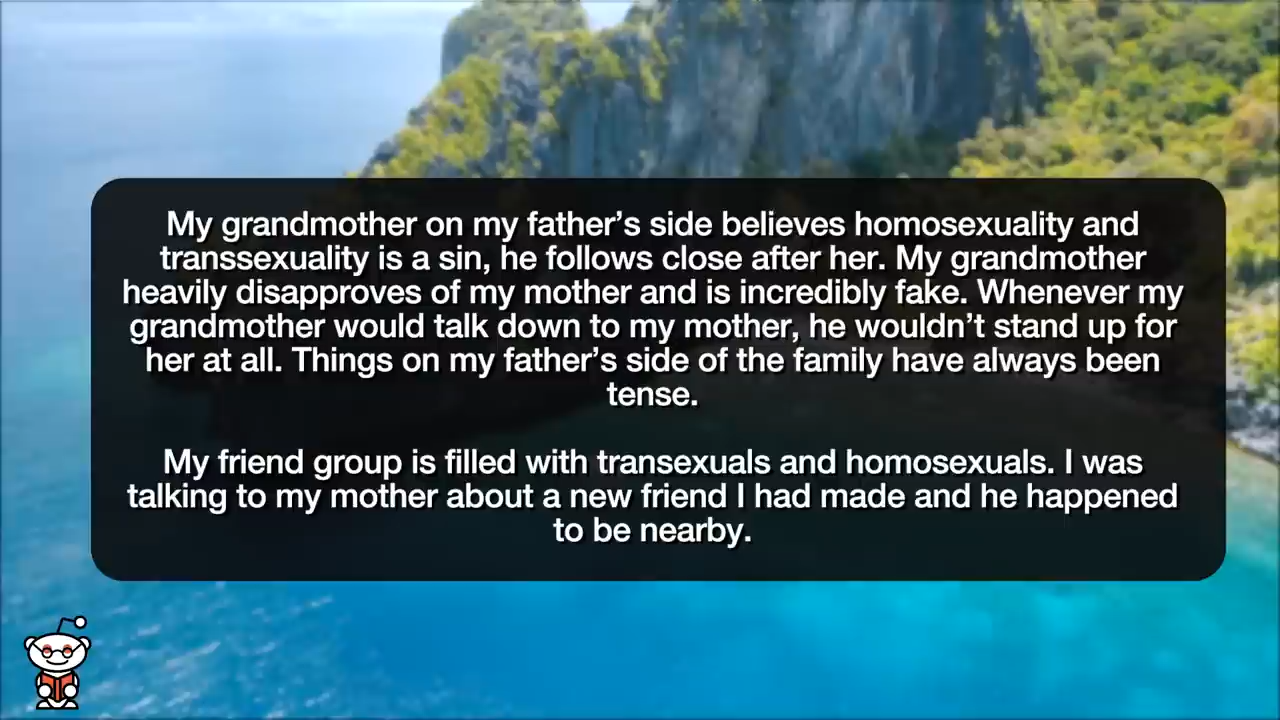 My grandmother on my father’s side believes homosexuality and
transsexuality is a sin, he follows close after her. My grandmother
heavily disapproves of my mother and is incredibly fake. Whenever my
grandmother would talk down to my mother, he wouldn’t stand up for
her at all. Things on my father’s side of the family have always been
tense.
My friend group is filled with transexuals and homosexuals. I was
talking to my mother about a new friend I had made and he happened
to be nearby.